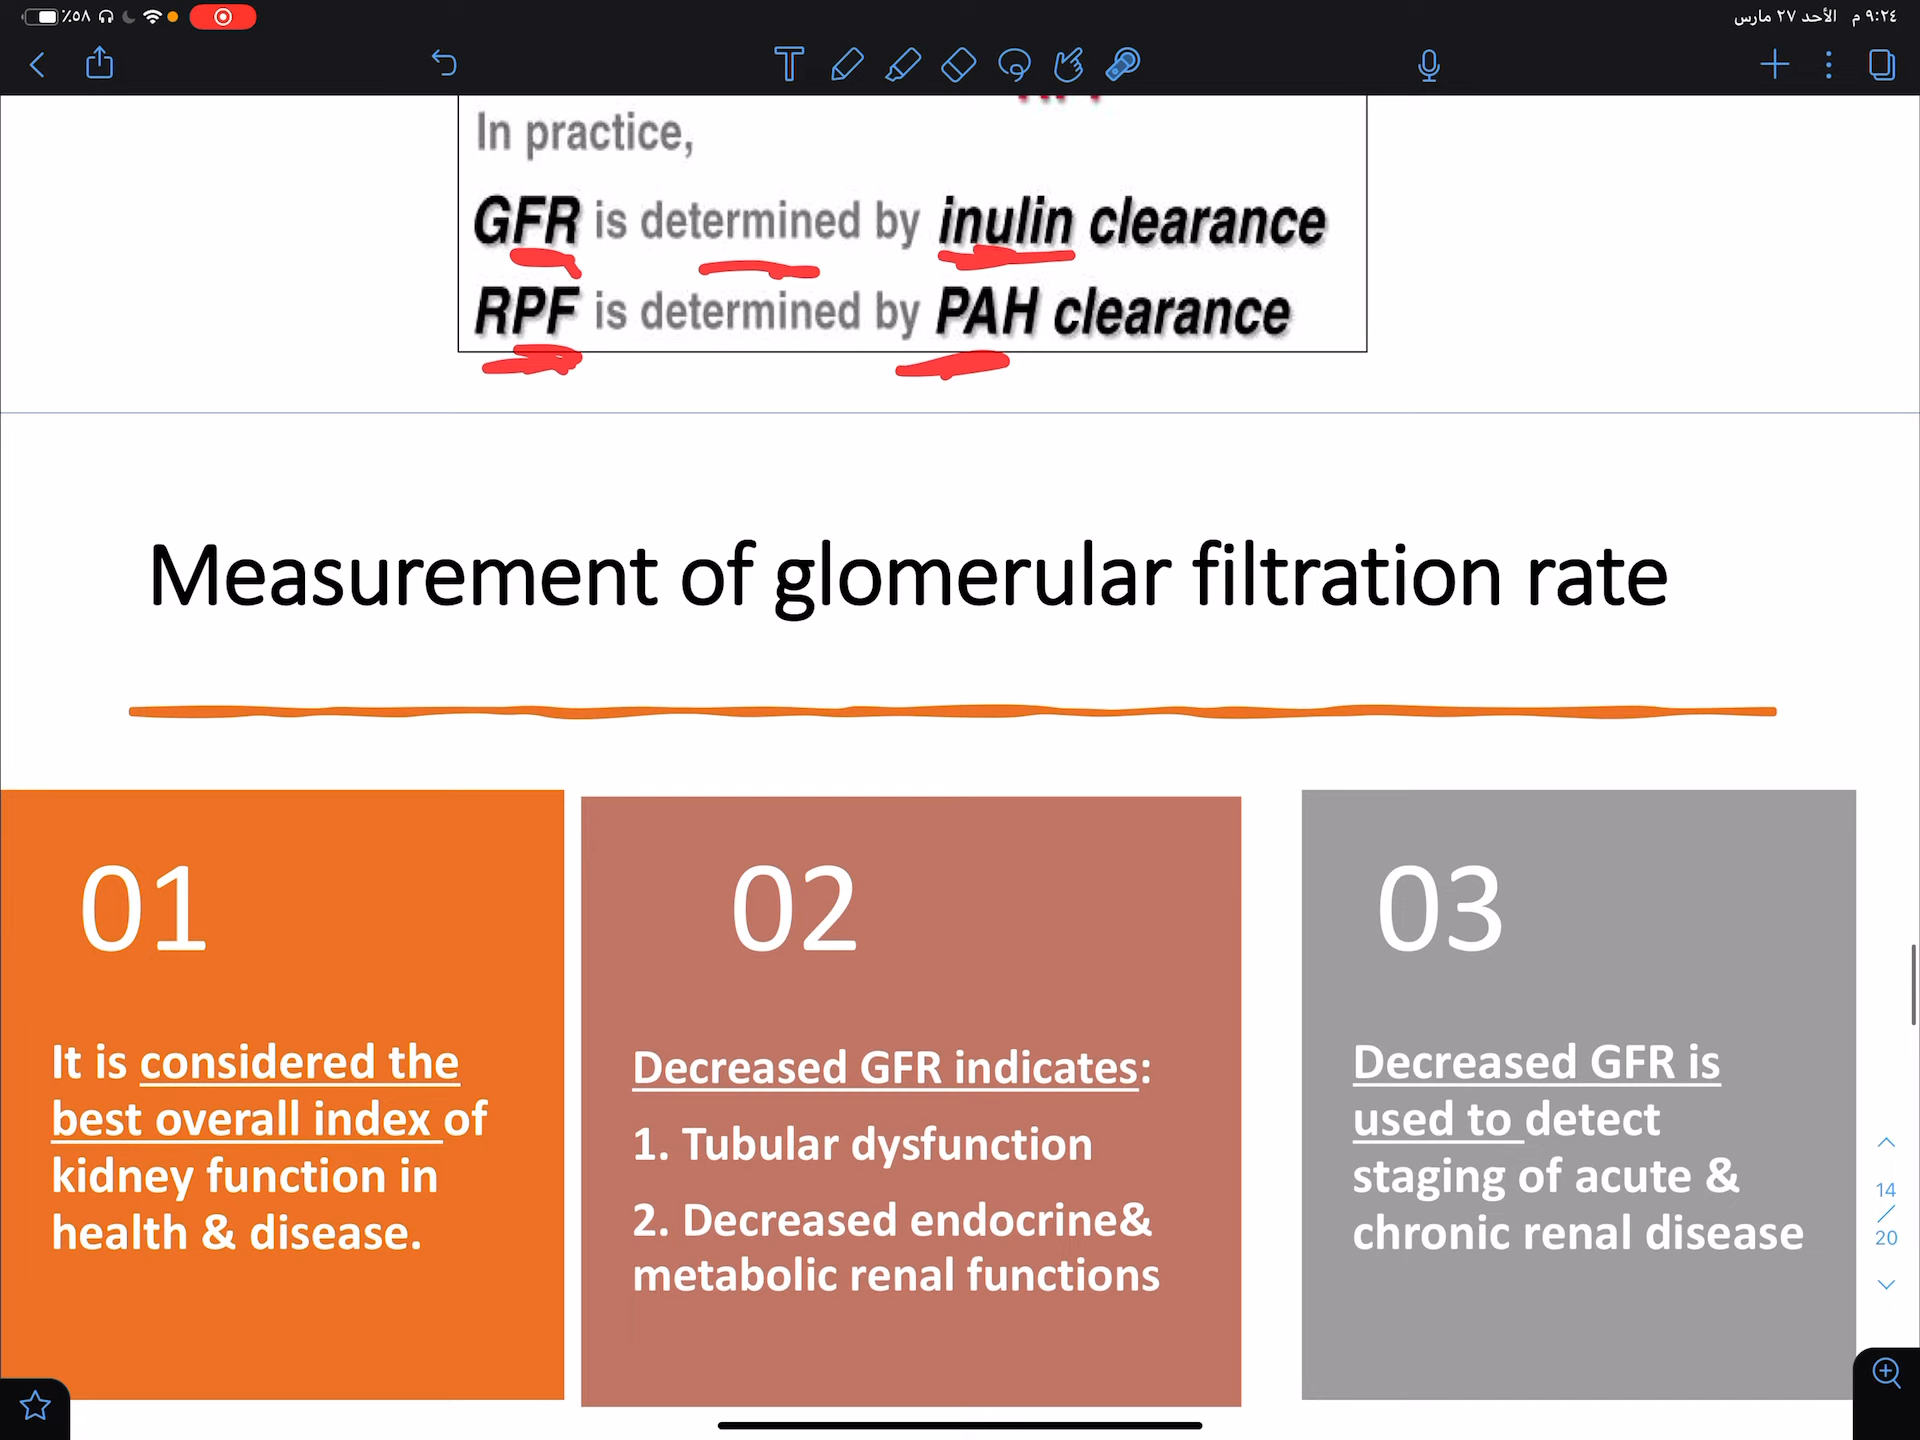 ٪٥٨
٩:٢٤ م الأحد ٢٧ مارس
In practice,
GFR is determined by inulin clearance
RPF is determined by PAH clearance
Measurement of glomerular filtration rate
01
It is considered the
best overall index of
kidney function in
health & disease.
02
Decreased GFR indicates:
1. Tubular dysfunction
2. Decreased endocrine&
metabolic renal functions
03
Decreased GFR is
used to detect
staging of acute &
chronic renal disease
14
/
20